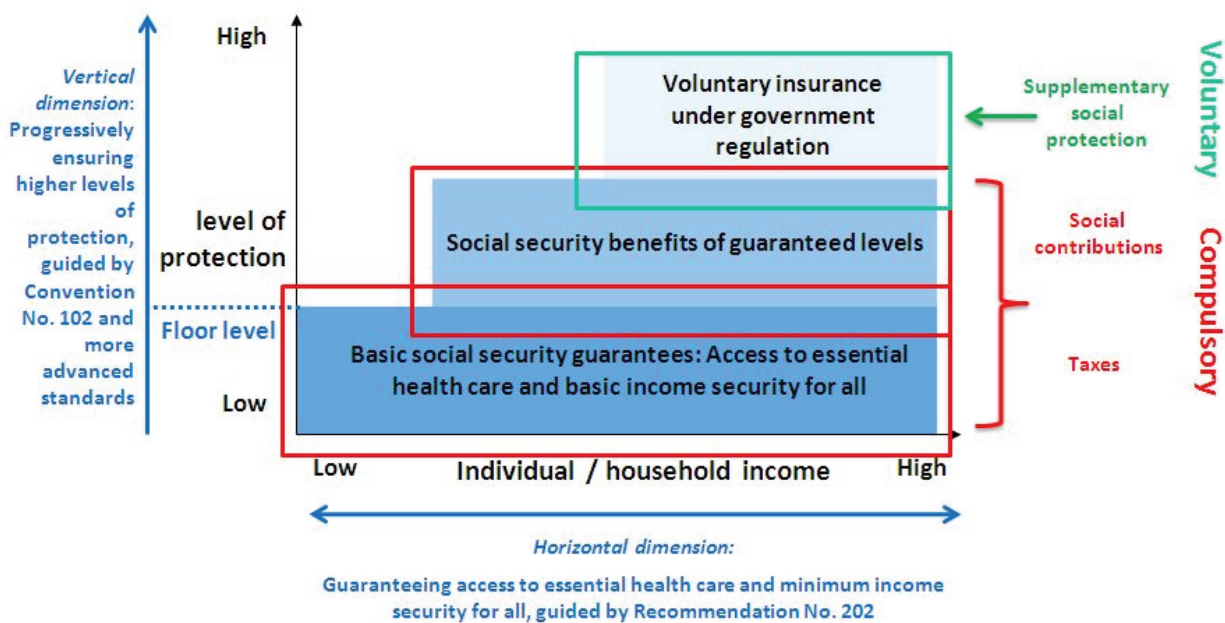 High
Vertical
dimension:
Progressively
ensuring
higher levels
of
protection,
guided by
Convention
No. 102 and
more
advanced
standards
level of
protection
Floor level
Low
Voluntary insurance
under government
regulation
Social security benefits of guaranteed levels
Basic social security guarantees: Access to essential
health care and basic income security for all
Supplementary
social
protection
Voluntary
Social
contributions
Taxes
Compulsory
Low
Individual / household income
High
Horizontal dimension:
Guaranteeing access to essential health care and minimum income
security for all, guided by Recommendation No. 202